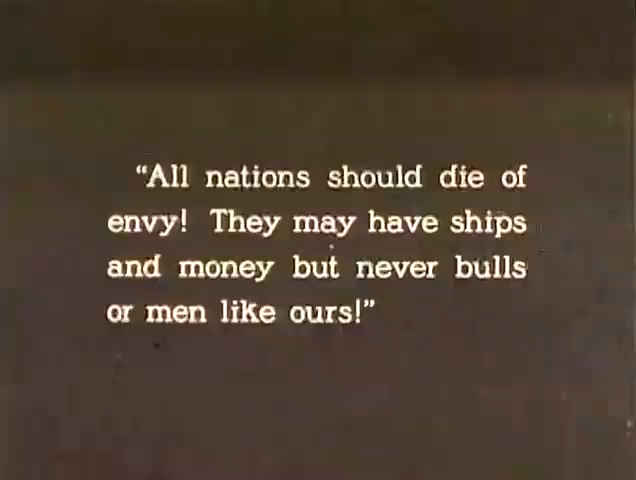 "All nations should die of
envy! They may have ships
and money but never bulls
or men like ours!"